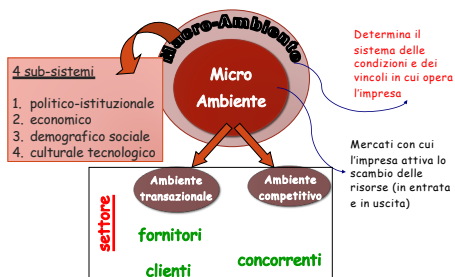 Macro-Ambiente
Determina il
sistema delle
condizioni e dei
vincoli in cui opera
l'impresa
4 sub-sistemi
1. politico-istituzionale
2. economico
3. demografico sociale
4. culturale tecnologico
Micro
Ambiente
Mercati con cui
l'impresa attiva lo
scambio delle
risorse (in entrata
e in uscita)
settore
Ambiente
transazionale
Ambiente
competitivo
fornitori
clienti
concorrenti